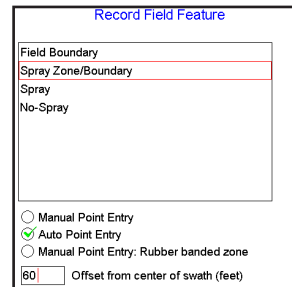 Record Field Feature
Field Boundary
Spray Zone/Boundary
Spray
No-Spray
Manual Point Entry
Auto Point Entry
Manual Point Entry: Rubber banded zone
60 Offset from center of swath (feet)